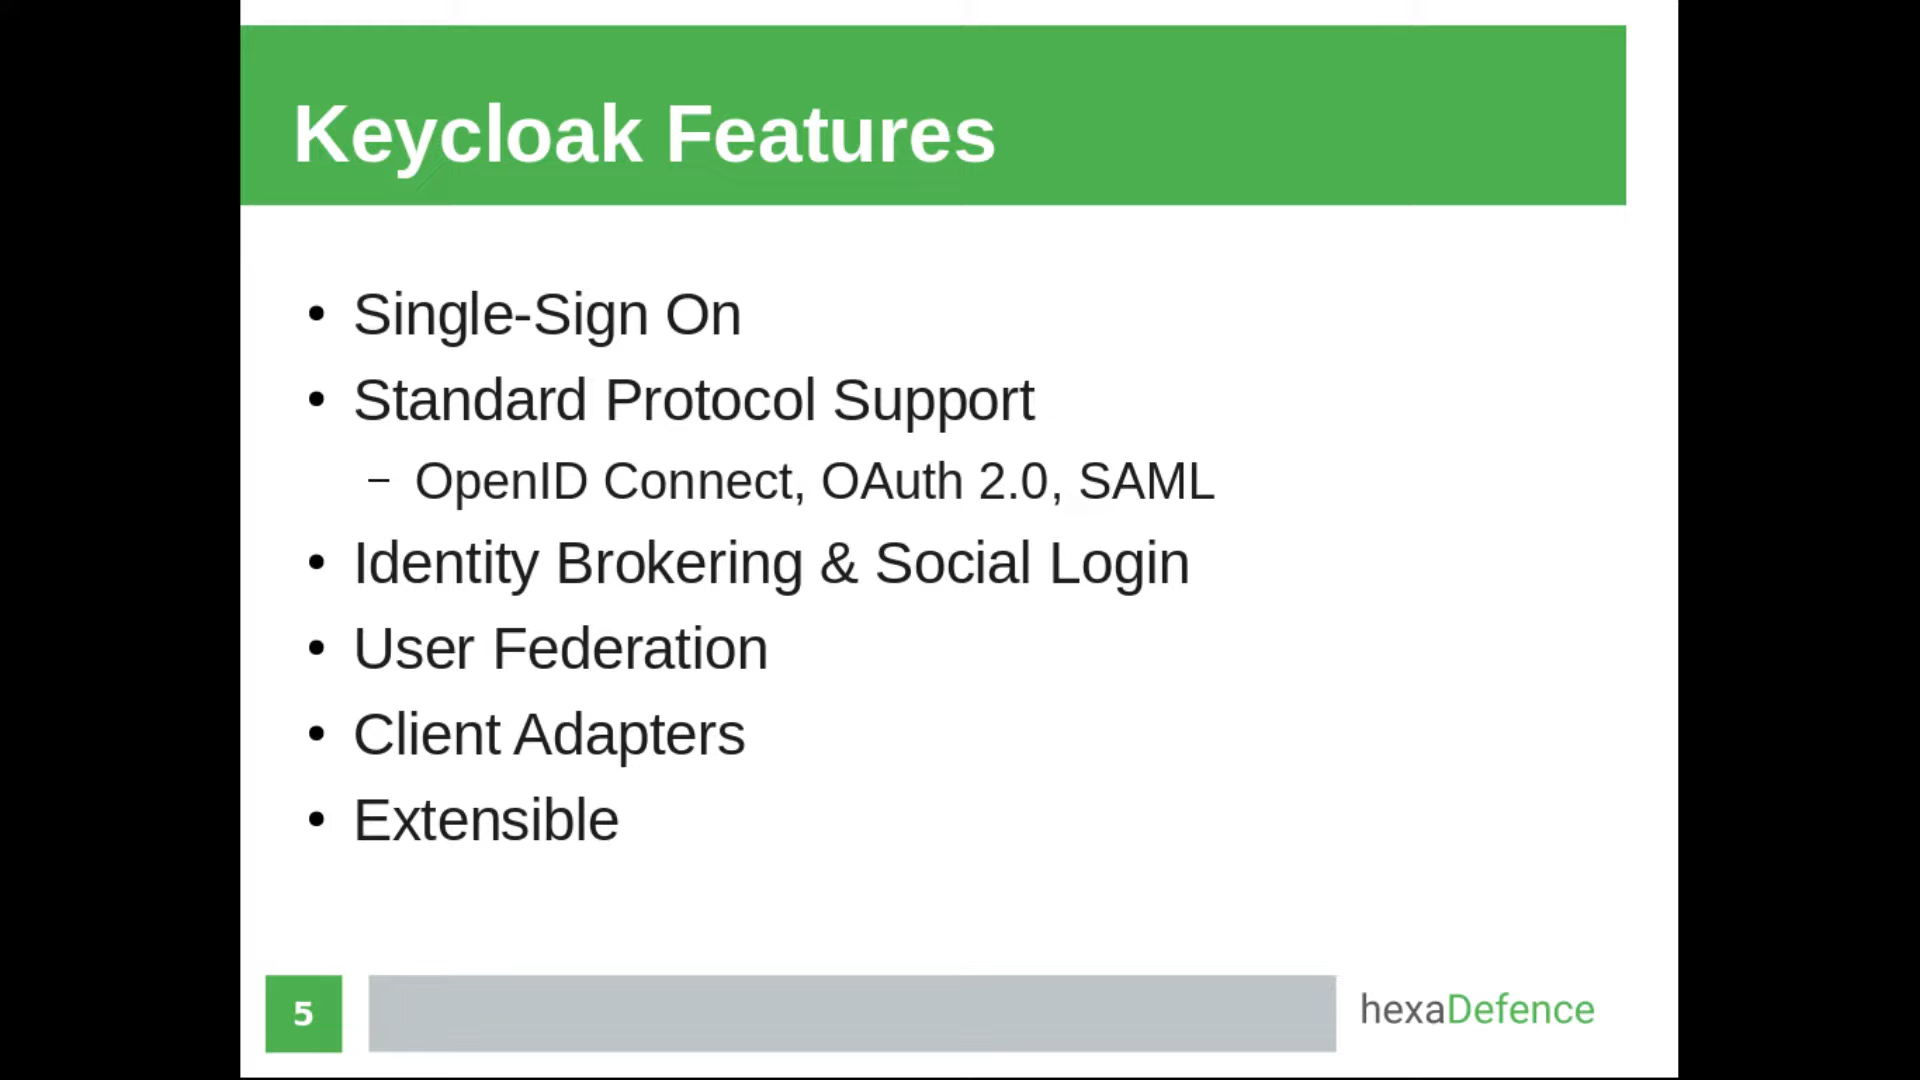 Keycloak Features
• Single-Sign On
• Standard Protocol Support
– OpenID Connect, OAuth 2.0, SAML
• Identity Brokering & Social Login
• User Federation
• Client Adapters
• Extensible
5
hexaDefence